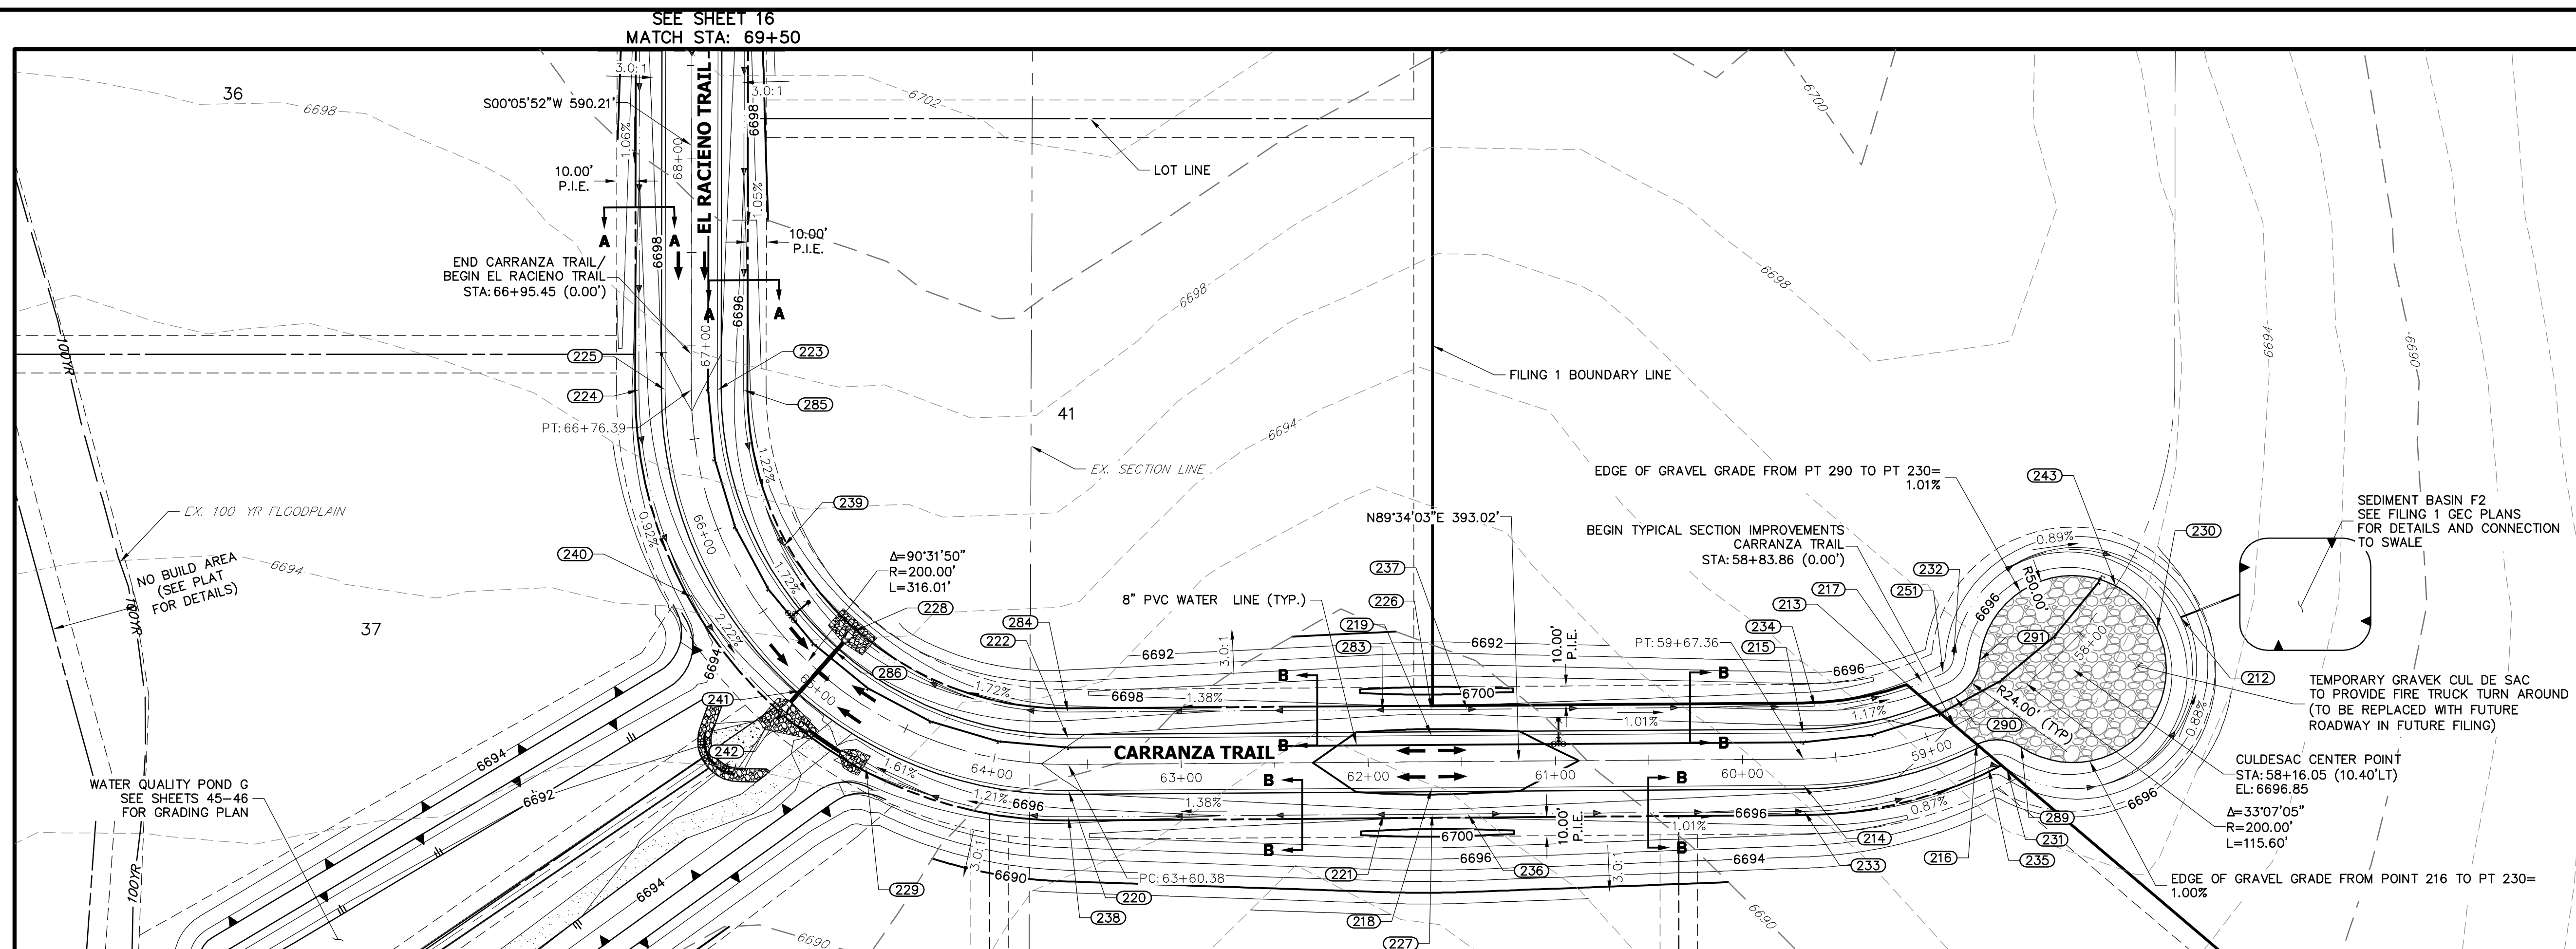 SEE SHEET 16
MATCH STA: 69+50
36
6698
3.0:1
3.0:1
6702
6700
S00°05'52"W 590.21'
EL RACIENO TRAIL
1.06%
68+00
6698
1.05%
LOT LINE
10.00'
P.I.E.
A
A
6698
10.00'
P.I.E.
END CARRANZA TRAIL/
BEGIN EL RACIENO TRAIL
STA: 66+95.45 (0.00')
A
A
6696
67+00
6698
6698
6694
6690
100YR
225
223
224
285
FILING 1 BOUNDARY LINE
41
PT: 66+76.39
6694
1.22%
EX. SECTION LINE
EDGE OF GRAVEL GRADE FROM PT 290 TO PT 230=
1.01%
243
EX. 100-YR FLOODPLAIN
0.92%
66+00
239
N89°34'03"E 393.02'
BEGIN TYPICAL SECTION IMPROVEMENTS
CARRANZA TRAIL
STA: 58+83.86 (0.00')
SEDIMENT BASIN F2
SEE FILING 1 GEC PLANS
FOR DETAILS AND CONNECTION
TO SWALE
230
240
Δ=90°31'50"
R=200.00'
L=316.01'
237
217
232
0.89%
6694
NO BUILD AREA
(SEE PLAT
FOR DETAILS)
100YR
1.72%
228
8" PVC WATER LINE (TYP.)
226
251
R50.00'
6696
213
37
2.22%
6694
284
222
219
283
6692
3.0:1
6692
10.00'
P.I.E.
PT: 59+67.36
234
215
6696
291
58+00
286
65+00
1.72%
6698
1.38%
B
6700
B
1.01%
1.17%
212
TEMPORARY GRAVEK CUL DE SAC
TO PROVIDE FIRE TRUCK TURN AROUND
(TO BE REPLACED WITH FUTURE
ROADWAY IN FUTURE FILING)
R24.00' (TYP)
290
0.88%
241
242
B
B
CARRANZA TRAIL
59+00
CULDESAC CENTER POINT
STA: 58+16.05 (10.40'LT)
EL: 6696.85
6694
1.61%
64+00
63+00
62+00
61+00
60+00
B
B
WATER QUALITY POND G
SEE SHEETS 45-46
FOR GRADING PLAN
6692
1.21%
6696
1.38%
6696
0.87%
6696
Δ=33°07'05"
R=200.00'
L=115.60'
289
231
235
216
214
233
6700
10.00'
P.I.E.
1.01%
B
B
6696
6694
3.0:1
3.0:1
6690
PC: 63+60.38
221
236
229
220
238
218
227
6694
6690
6690
100YR
EDGE OF GRAVEL GRADE FROM POINT 216 TO PT 230=
1.00%